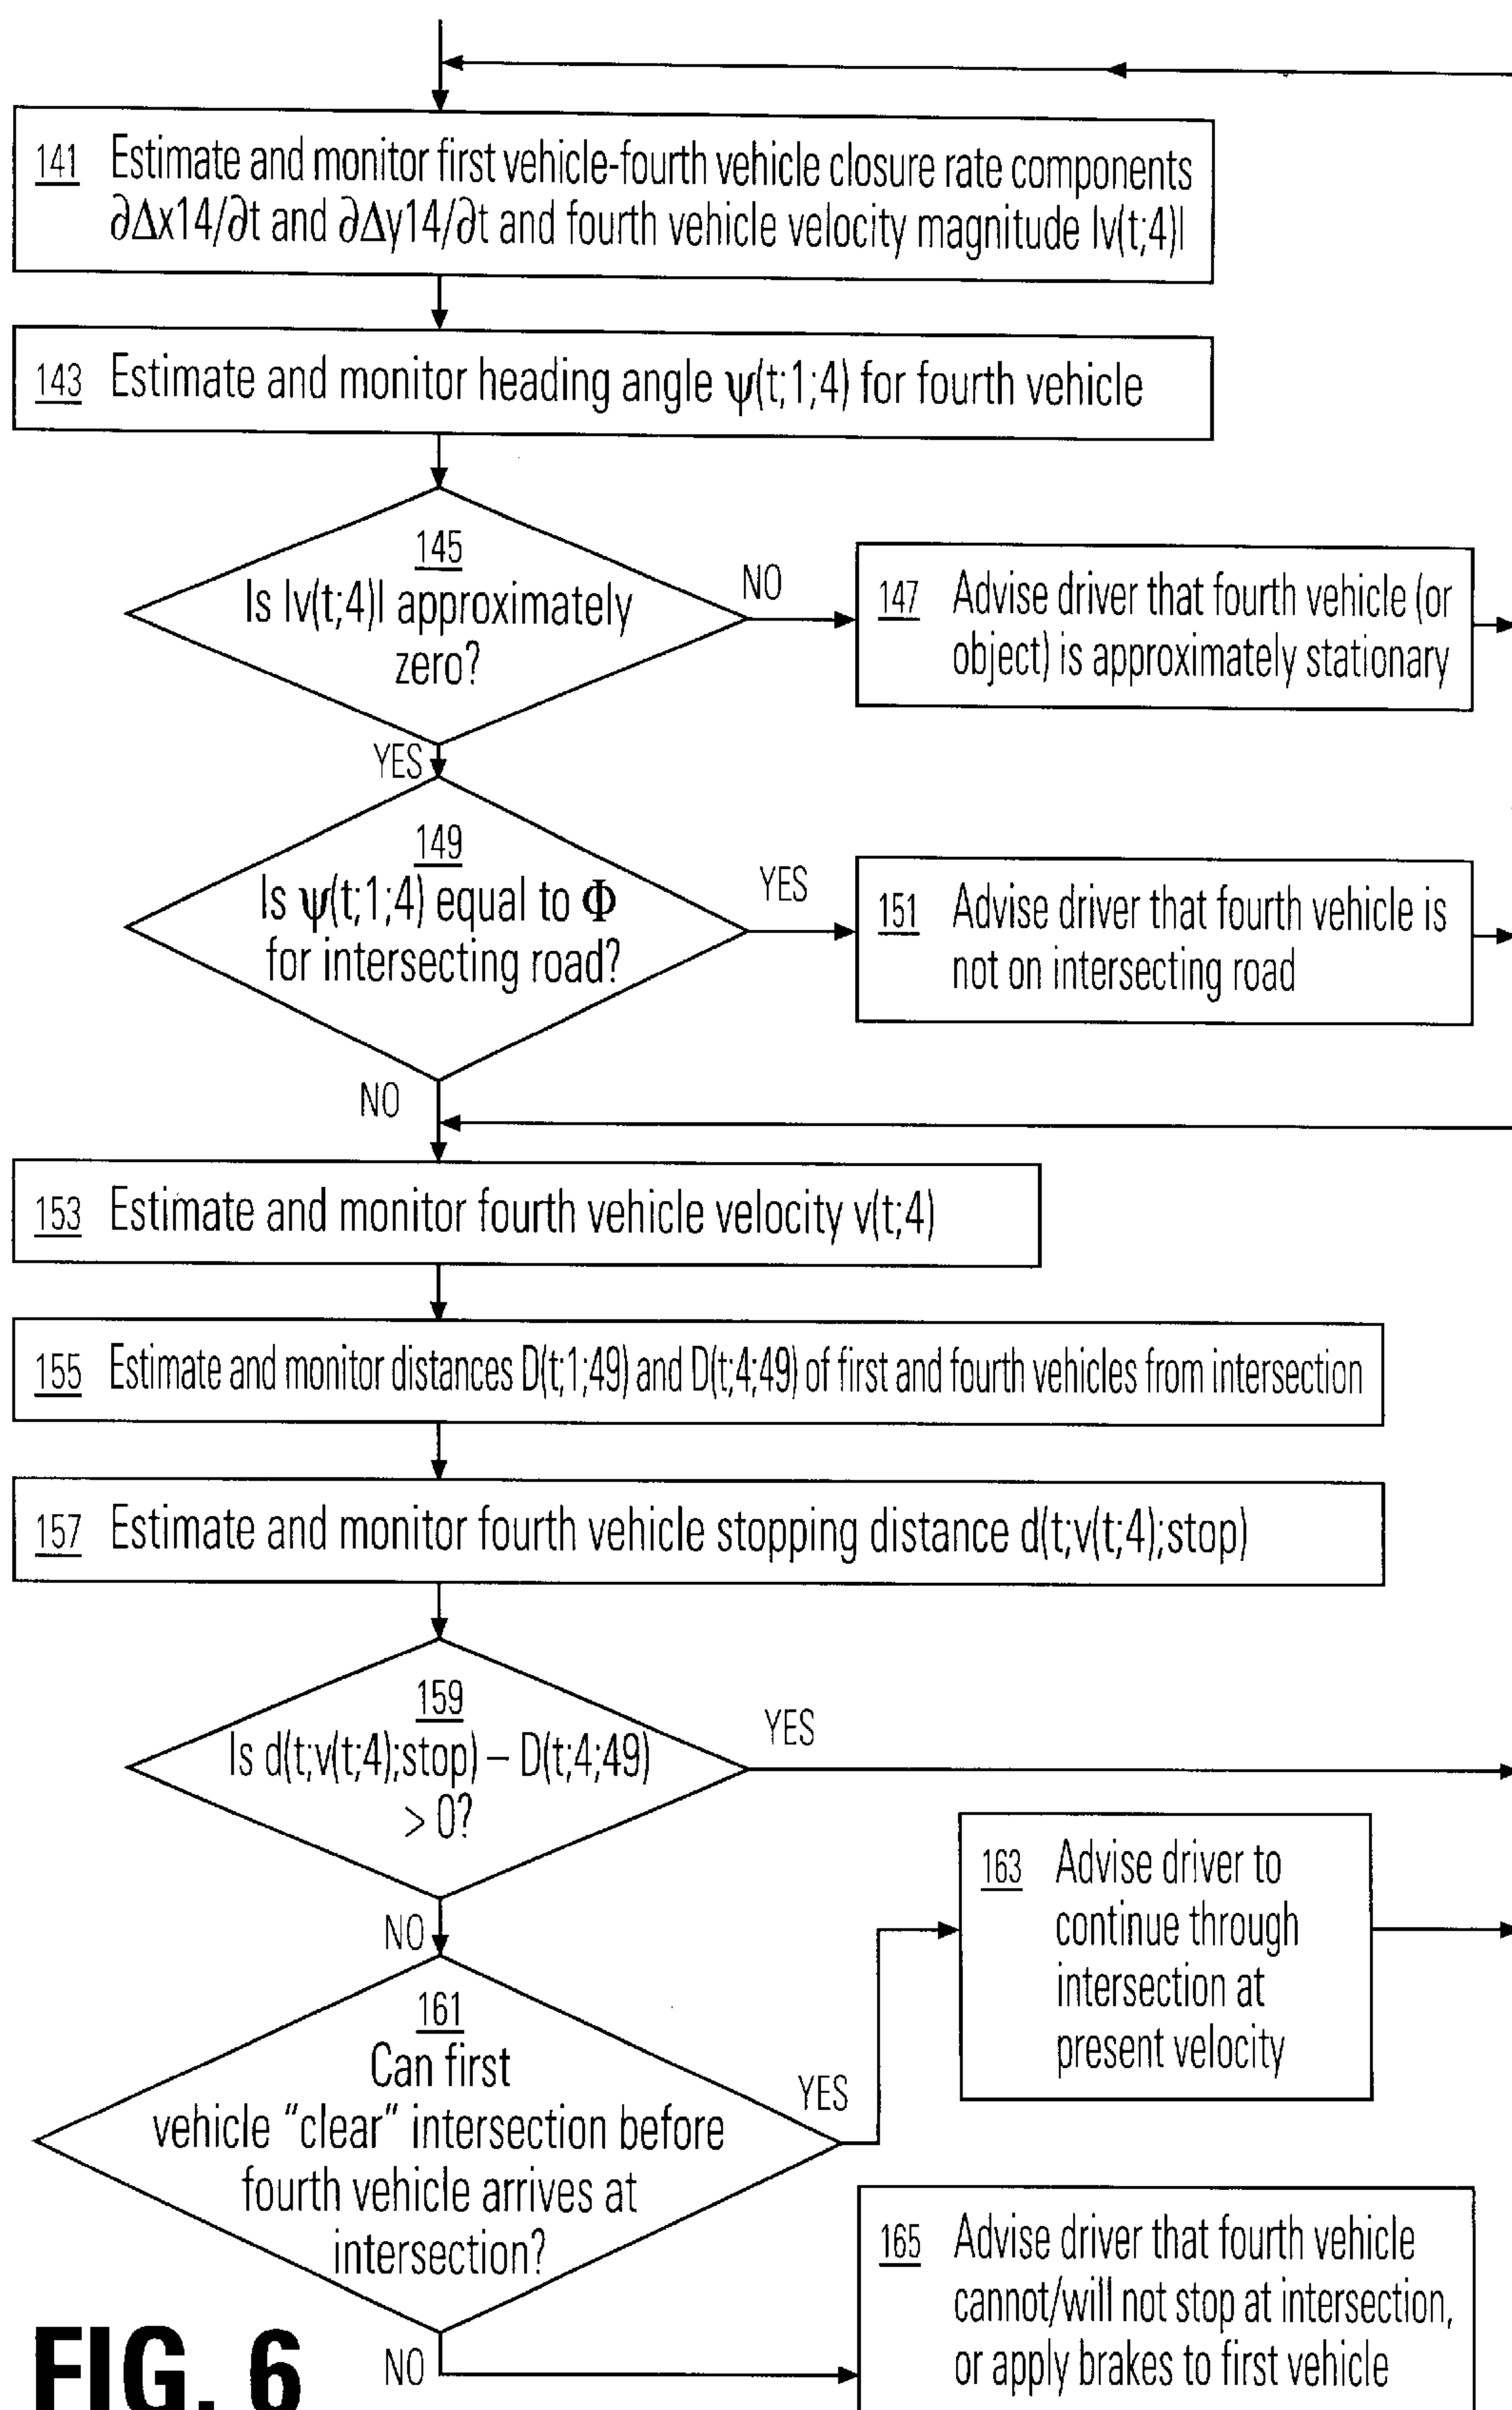 141 Estimate and monitor first vehicle-fourth vehicle closure rate components
∂Δx14/∂t and ∂Δy14/∂t and fourth vehicle velocity magnitude |v(t;4)|
143 Estimate and monitor heading angle ψ(t;1;4) for fourth vehicle
145
Is |v(t;4)| approximately
zero?
NO
147 Advise driver that fourth vehicle (or
object) is approximately stationary
YES
149
Is ψ(t;1;4) equal to Φ
for intersecting road?
YES
151 Advise driver that fourth vehicle is
not on intersecting road
NO
153 Estimate and monitor fourth vehicle velocity v(t;4)
155 Estimate and monitor distances D(t;1;49) and D(t;4;49) of first and fourth vehicles from intersection
157 Estimate and monitor fourth vehicle stopping distance d(t;v(t;4);stop)
159
Is d(t;v(t;4);stop) – D(t;4;49)
> 0?
YES
NO
161
Can first
vehicle "clear" intersection before
fourth vehicle arrives at
intersection?
YES
163 Advise driver to
continue through
intersection at
present velocity
NO
165 Advise driver that fourth vehicle
cannot/will not stop at intersection,
or apply brakes to first vehicle
FIG. 6